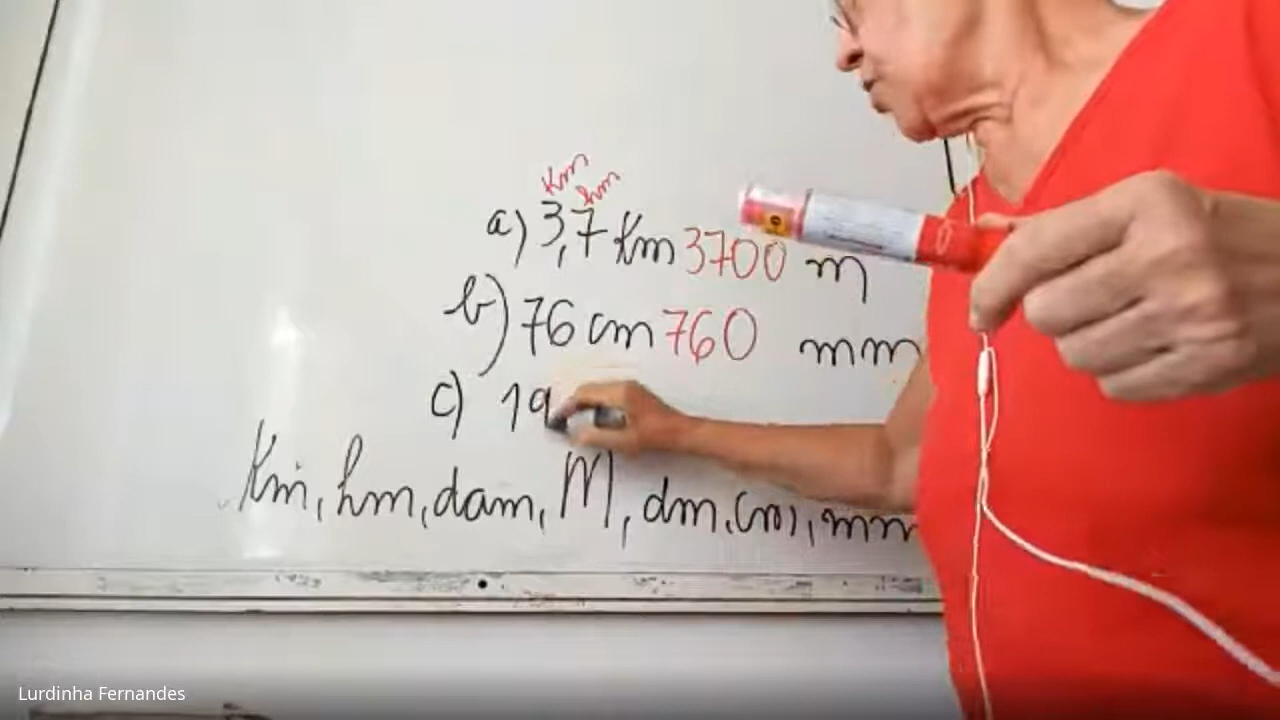 Km
hm
a) 3,7 Km 3700 m
b) 76 cm 760 mm
c) 19
Km, hm, dam, M, dm, cm, mm
Lurdinha Fernandes